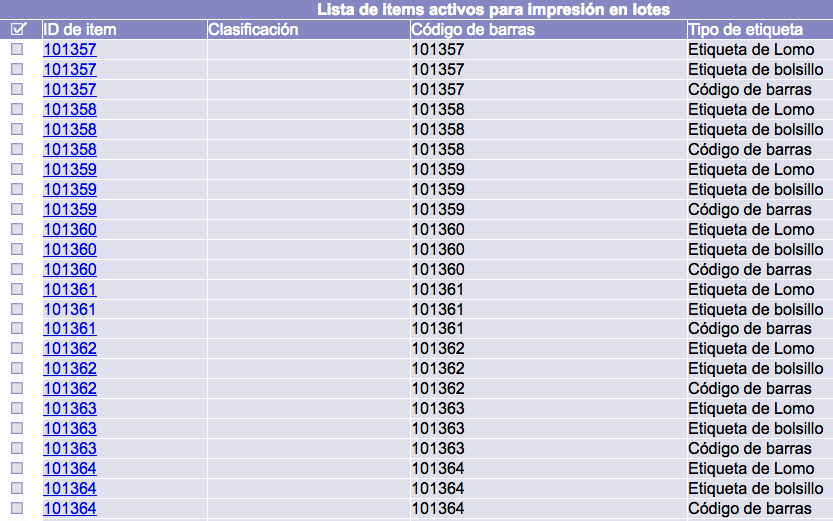 Lista de items activos para impresión en lotes
ID de item Clasificación Código de barras Tipo de etiqueta
101357 101357 Etiqueta de Lomo
101357 101357 Etiqueta de bolsillo
101357 101357 Código de barras
101358 101358 Etiqueta de Lomo
101358 101358 Etiqueta de bolsillo
101358 101358 Código de barras
101359 101359 Etiqueta de Lomo
101359 101359 Etiqueta de bolsillo
101359 101359 Código de barras
101360 101360 Etiqueta de Lomo
101360 101360 Etiqueta de bolsillo
101360 101360 Código de barras
101361 101361 Etiqueta de Lomo
101361 101361 Etiqueta de bolsillo
101361 101361 Código de barras
101362 101362 Etiqueta de Lomo
101362 101362 Etiqueta de bolsillo
101362 101362 Código de barras
101363 101363 Etiqueta de Lomo
101363 101363 Etiqueta de bolsillo
101363 101363 Código de barras
101364 101364 Etiqueta de Lomo
101364 101364 Etiqueta de bolsillo
101364 101364 Código de barras